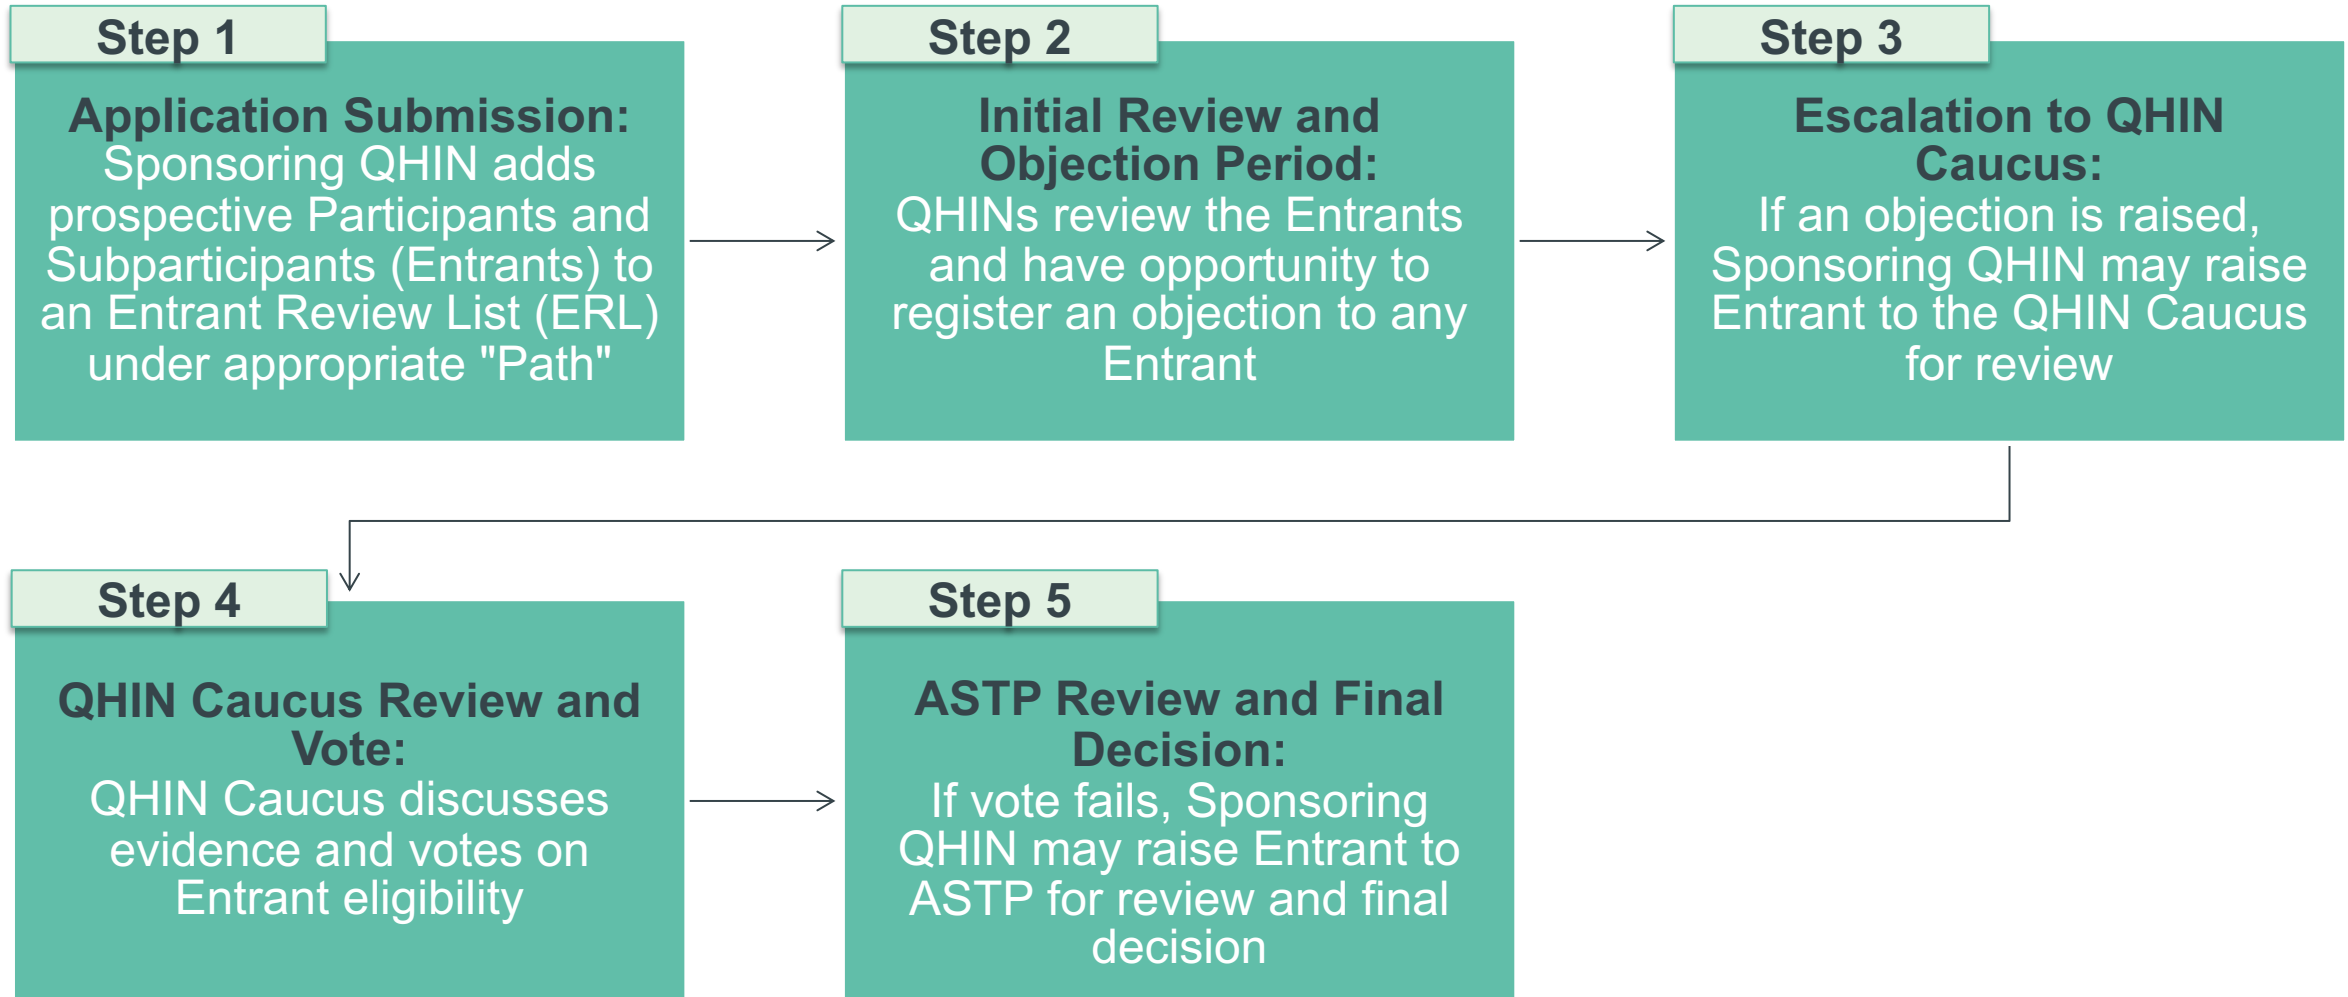 Step 1
Application Submission:
Sponsoring QHIN adds
prospective Participants and
Subparticipants (Entrants) to
an Entrant Review List (ERL)
under appropriate "Path"
Step 2
Initial Review and
Objection Period:
QHINs review the Entrants
and have opportunity to
register an objection to any
Entrant
Step 3
Escalation to QHIN
Caucus:
If an objection is raised,
Sponsoring QHIN may raise
Entrant to the QHIN Caucus
for review
Step 4
QHIN Caucus Review and
Vote:
QHIN Caucus discusses
evidence and votes on
Entrant eligibility
Step 5
ASTP Review and Final
Decision:
If vote fails, Sponsoring
QHIN may raise Entrant to
ASTP for review and final
decision